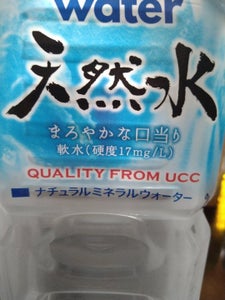 water
天然水
まろやかな口当り
軟水(硬度17mg/L)
QUALITY FROM UCC
ナチュラルミネラルウォーター